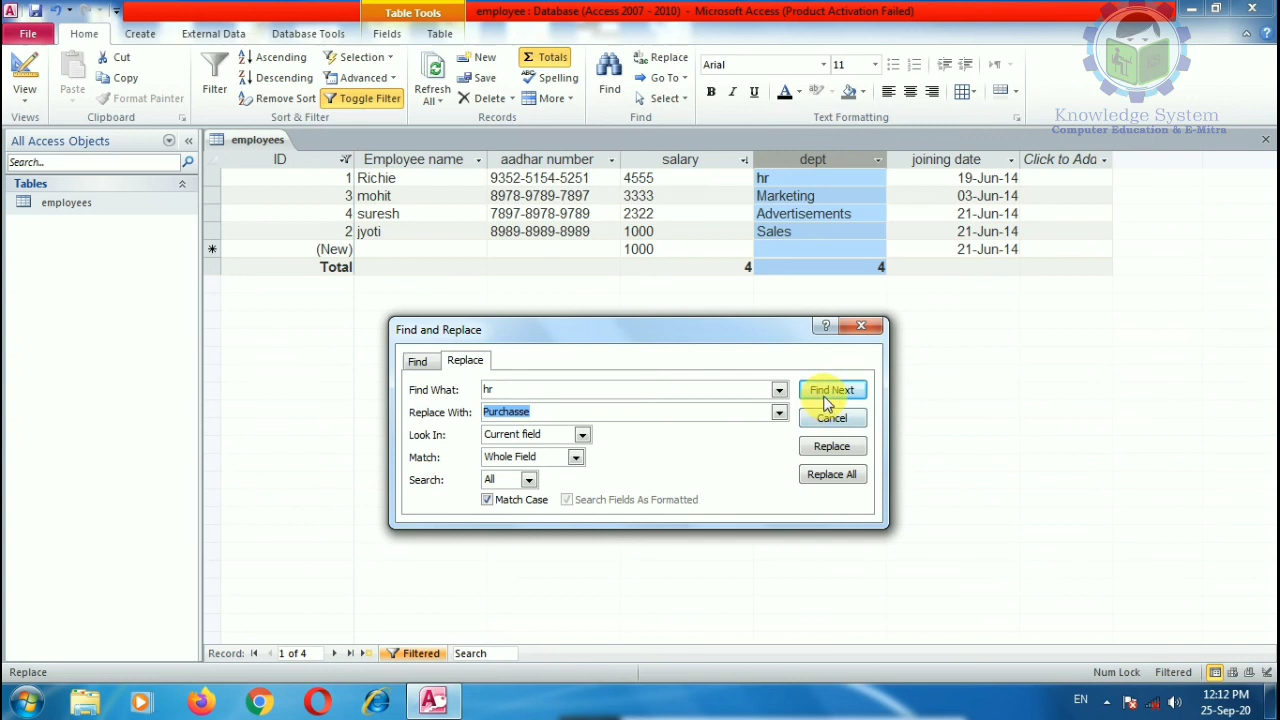 Table Tools
employee : Database (Access 2007 - 2010) - Microsoft Access (Product Activation Failed)
File Home Create External Data Database Tools Fields Table
View
Views
Paste
Cut
Copy
Format Painter
Clipboard
Filter
Ascending
Descending
Remove Sort
Selection
Advanced
Toggle Filter
Sort & Filter
Refresh
All
New
Save
Delete
Totals
Spelling
More
Records
Find
Replace
Go To
Select
Find
Arial 11
B I U A
Text Formatting
Knowledge System
Computer Education & E-Mitra
All Access Objects
Search...
Tables
employees
employees
ID Employee name aadhar number salary dept joining date Click to Add
1 Richie 9352-5154-5251 4555 hr 19-Jun-14
3 mohit 8978-9789-7897 3333 Marketing 03-Jun-14
4 suresh 7897-8978-9789 2322 Advertisements 21-Jun-14
2 jyoti 8989-8989-8989 1000 Sales 21-Jun-14
(New) 1000 21-Jun-14
Total 4 4
Find and Replace
Find Replace
Find What: hr Find Next
Replace With: Purchasse Cancel
Look In: Current field
Replace
Match: Whole Field
Replace All
Search: All
Match Case Search Fields As Formatted
Record: 1 of 4 Filtered Search
Replace Num Lock Filtered
EN 12:12 PM
25-Sep-20